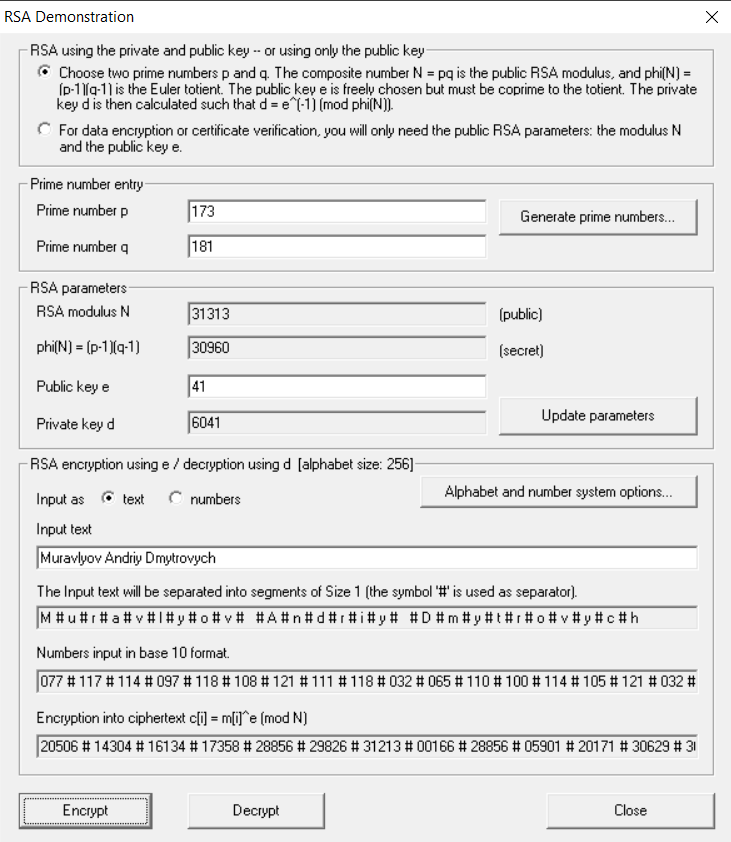 RSA Demonstration
RSA using the private and public key -- or using only the public key
Choose two prime numbers p and q. The composite number N = pq is the public RSA modulus, and phi(N) =
(p-1)(q-1) is the Euler totient. The public key e is freely chosen but must be coprime to the totient. The private
key d is then calculated such that d = e^(-1) (mod phi(N)).
For data encryption or certificate verification, you will only need the public RSA parameters: the modulus N
and the public key e.
Prime number entry
Prime number p 173 Generate prime numbers...
Prime number q 181
RSA parameters
RSA modulus N 31313 (public)
phi(N) = (p-1)(q-1) 30960 (secret)
Public key e 41
Private key d 6041 Update parameters
RSA encryption using e / decryption using d [alphabet size: 256]
Input as text numbers Alphabet and number system options...
Input text
Muravlyov Andriy Dmytrovych
The Input text will be separated into segments of Size 1 (the symbol '#' is used as separator).
M # u # r # a # v # l # y # o # v #   # A # n # d # r # i # y #   # D # m # y # t # r # o # v # y # c # h
Numbers input in base 10 format.
077 # 117 # 114 # 097 # 118 # 108 # 121 # 111 # 118 # 032 # 065 # 110 # 100 # 114 # 105 # 121 # 032 #
Encryption into ciphertext c[i] = m[i]^e (mod N)
20506 # 14304 # 16134 # 17358 # 28856 # 29826 # 31213 # 00166 # 28856 # 05901 # 20171 # 30629 #
Encrypt Decrypt Close